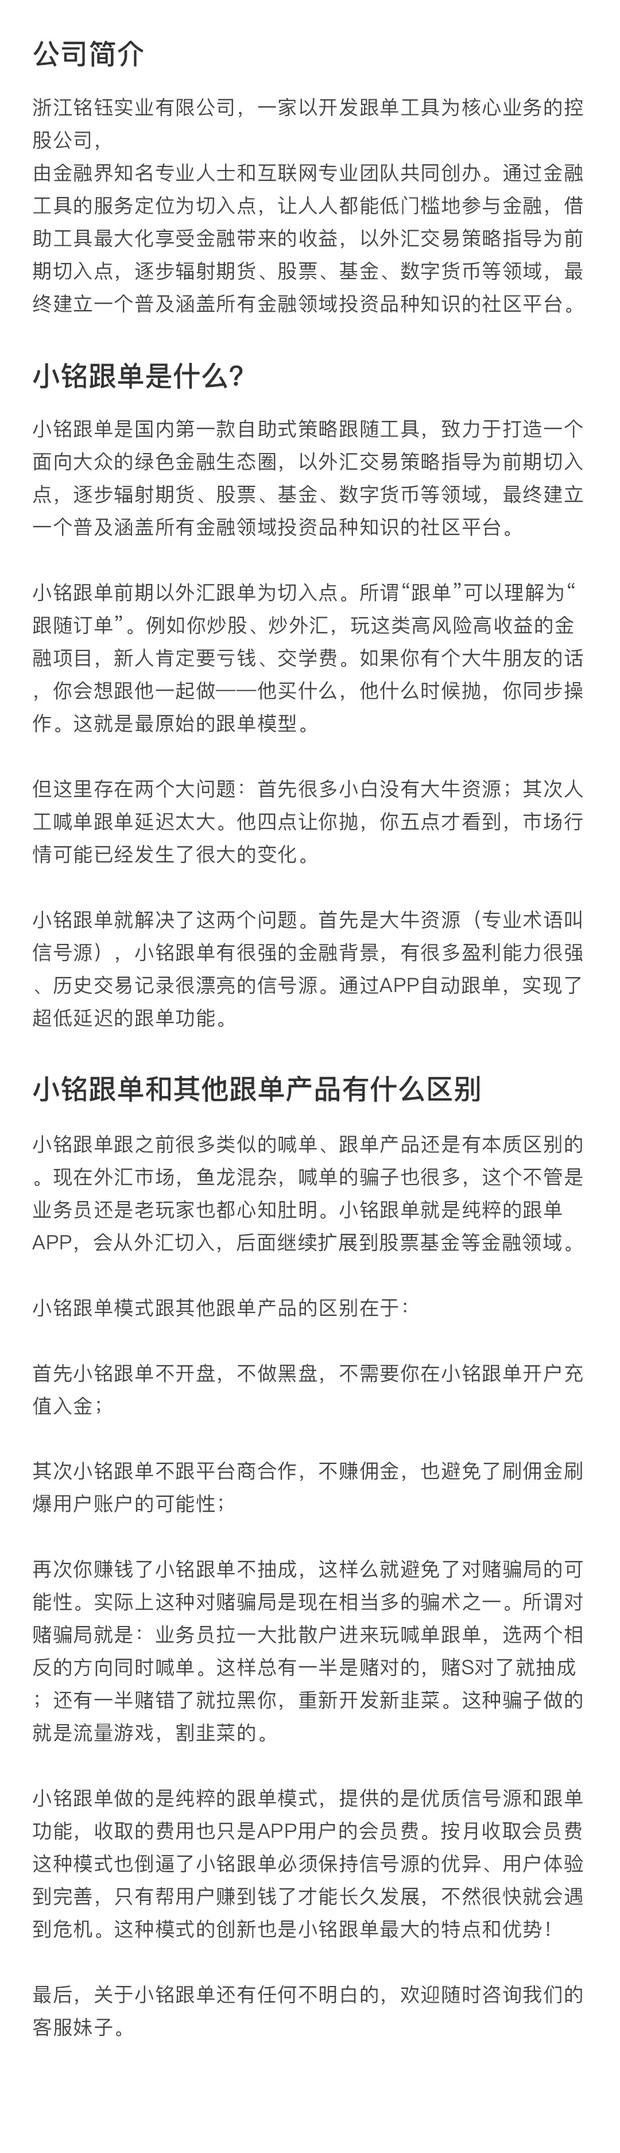 公司简介
浙江铭钰实业有限公司，一家以开发跟单工具为核心业务的控
股公司，
由金融界知名专业人士和互联网专业团队共同创办。通过金融
工具的服务定位为切入点，让人人都能低门槛地参与金融，借
助工具最大化享受金融带来的收益，以外汇交易策略指导为前
期切入点，逐步辐射期货、股票、基金、数字货币等领域，最
终建立一个普及涵盖所有金融领域投资品种知识的社区平台。
小铭跟单是什么?
小铭跟单是国内第一款自助式策略跟随工具，致力于打造一个
面向大众的绿色金融生态圈，以外汇交易策略指导为前期切入
点，逐步辐射期货、股票、基金、数字货币等领域，最终建立
一个普及涵盖所有金融领域投资品种知识的社区平台。
小铭跟单前期以外汇跟单为切入点。所谓“跟单”可以理解为“
跟随订单”。例如你炒股、炒外汇，玩这类高风险高收益的金
融项目，新人肯定要亏钱、交学费。如果你有个大牛朋友的话
，你会想跟他一起做——他买什么，他什么时候抛，你同步操
作。这就是最原始的跟单模型。
但这里存在两个大问题：首先很多小白没有大牛资源；其次人
工喊单跟单延迟太大。他四点让你抛，你五点才看到，市场行
情可能已经发生了很大的变化。
小铭跟单就解决了这两个问题。首先是大牛资源（专业术语叫
信号源），小铭跟单有很强的金融背景，有很多盈利能力很强
、历史交易记录很漂亮的信号源。通过APP自动跟单，实现了
超低延迟的跟单功能。
小铭跟单和其他跟单产品有什么区别
小铭跟单跟之前很多类似的喊单、跟单产品还是有本质区别的
。现在外汇市场，鱼龙混杂，喊单的骗子也很多，这个不管是
业务员还是老玩家也都心知肚明。小铭跟单就是纯粹的跟单
APP，会从外汇切入，后面继续扩展到股票基金等金融领域。
小铭跟单模式跟其他跟单产品的区别在于：
首先小铭跟单不开盘，不做黑盘，不需要你在小铭跟单开户充
值入金；
其次小铭跟单不跟平台商合作，不赚佣金，也避免了刷佣金刷
爆用户账户的可能性；
再次你赚钱了小铭跟单不抽成，这样么就避免了对赌骗局的可
能性。实际上这种对赌骗局是现在相当多的骗术之一。所谓对
赌骗局就是：业务员拉一大批散户进来玩喊单跟单，选两个相
反的方向同时喊单。这样总有一半是赌对的，赌S对了就抽成
；还有一半赌错了就拉黑你，重新开发新韭菜。这种骗子做的
就是流量游戏，割韭菜的。
小铭跟单做的是纯粹的跟单模式，提供的是优质信号源和跟单
功能，收取的费用也只是APP用户的会员费。按月收取会员费
这种模式也倒逼了小铭跟单必须保持信号源的优异、用户体验
到完善，只有帮用户赚到钱了才能长久发展，不然很快就会遇
到危机。这种模式的创新也是小铭跟单最大的特点和优势！
最后，关于小铭跟单还有任何不明白的，欢迎随时咨询我们的
客服妹子。